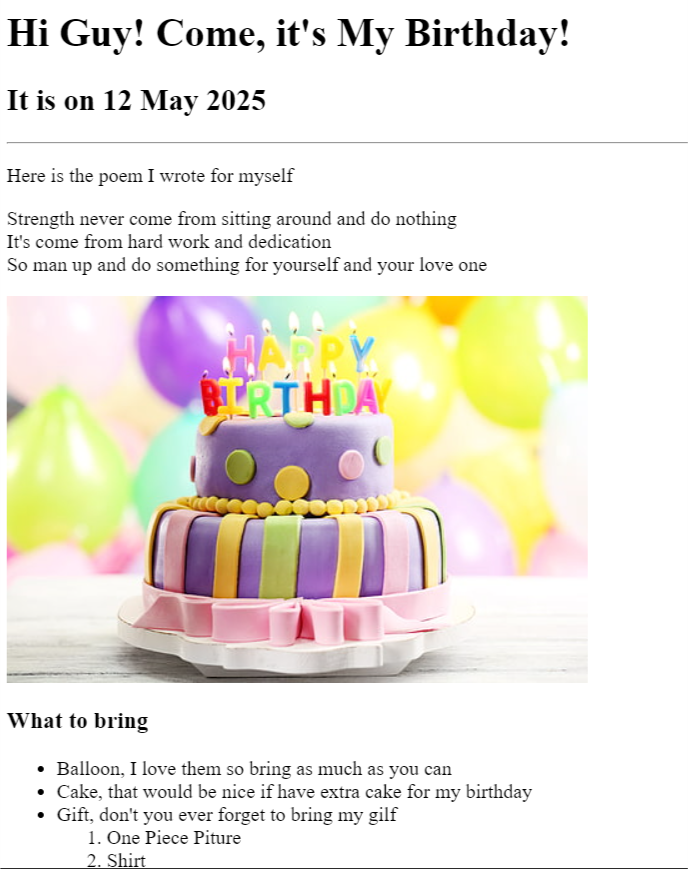 Hi Guy! Come, it's My Birthday!
It is on 12 May 2025
Here is the poem I wrote for myself
Strength never come from sitting around and do nothing
It's come from hard work and dedication
So man up and do something for yourself and your love one
HAPPY
BIRTHDAY
What to bring
Balloon, I love them so bring as much as you can
Cake, that would be nice if have extra cake for my birthday
Gift, don't you ever forget to bring my gilf
1. One Piece Piture
2. Shirt